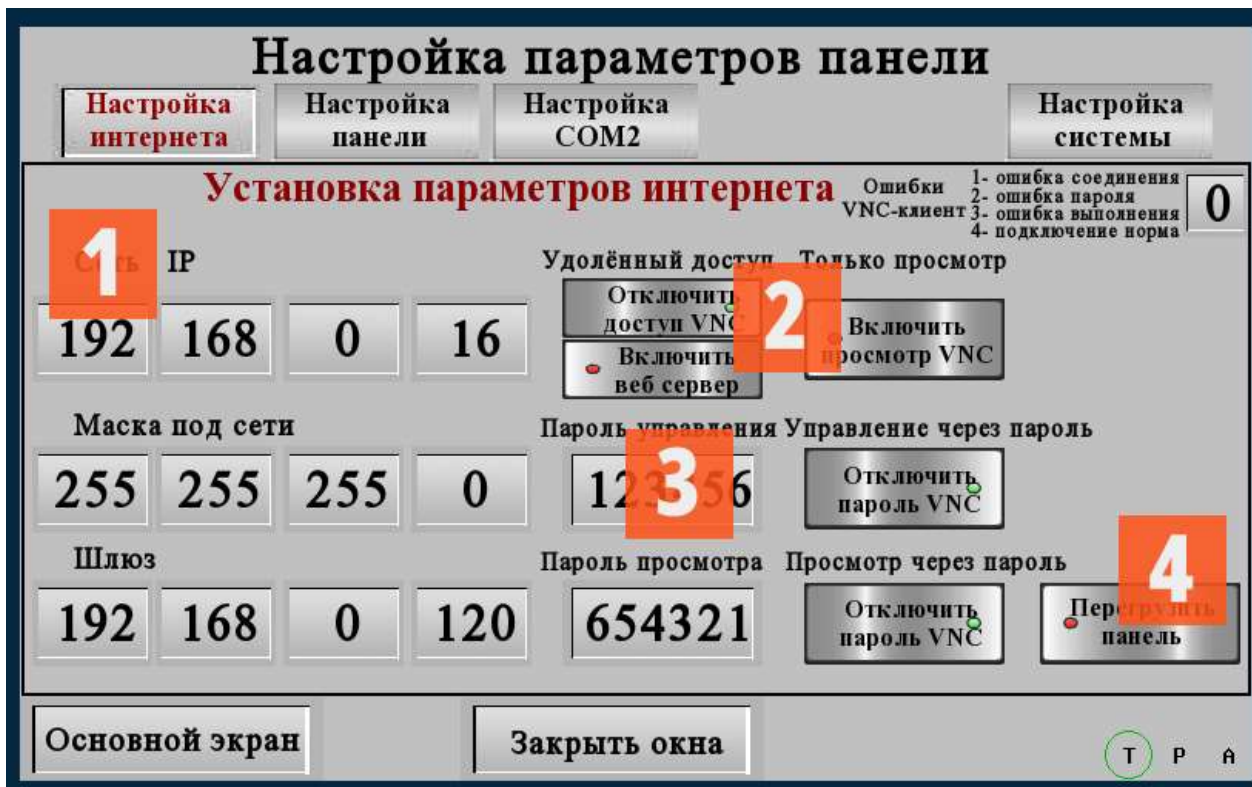 Настройка параметров панели
Настройка
интернета
Настройка
панели
Настройка
COM2
Настройка
системы
Установка параметров интернета
Ошибки
VNC-клиент
1- ошибка соединения
2- ошибка пароля
3- ошибка выполнения
4- подключение норма
0
1
Сеть IP
192 168 0 16
Удолённый доступ
Отключить
доступ VNC
Включить
веб сервер
2
Только просмотр
Включить
просмотр VNC
Маска под сети
255 255 255 0
Пароль управления
3
Управление через пароль
Отключить
пароль VNC
Шлюз
192 168 0 120
Пароль просмотра
654321
Просмотр через пароль
Отключить
пароль VNC
4
Перегрузить
панель
Основной экран
Закрыть окна
T P A